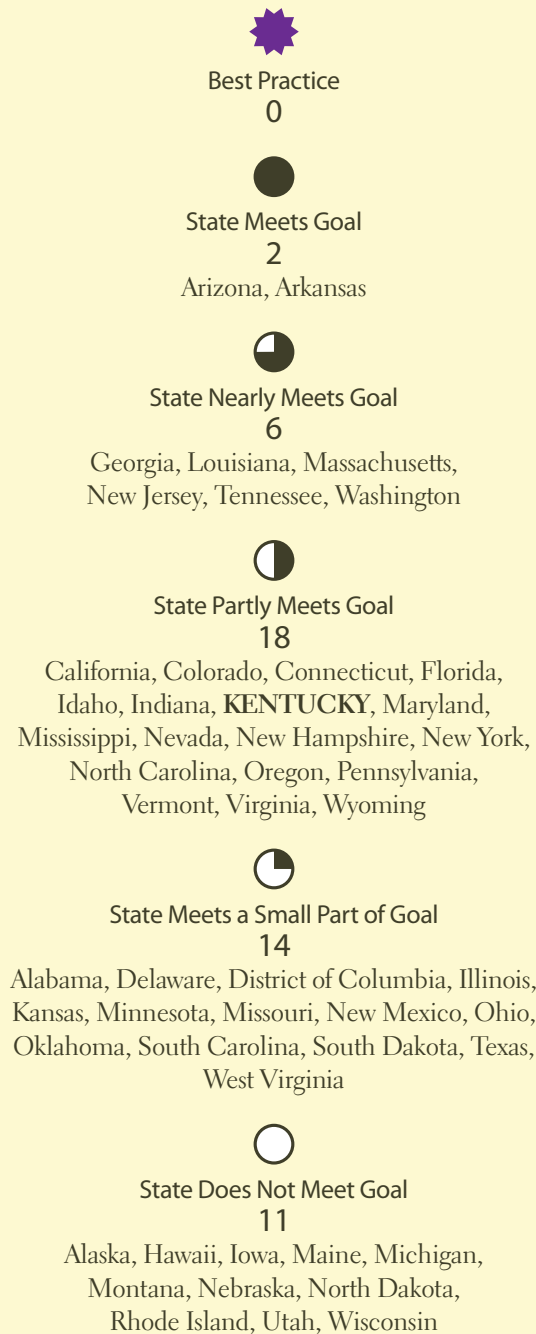 Best Practice
0
State Meets Goal
2
Arizona, Arkansas
State Nearly Meets Goal
6
Georgia, Louisiana, Massachusetts,
New Jersey, Tennessee, Washington
State Partly Meets Goal
18
California, Colorado, Connecticut, Florida,
Idaho, Indiana, KENTUCKY, Maryland,
Mississippi, Nevada, New Hampshire, New York,
North Carolina, Oregon, Pennsylvania,
Vermont, Virginia, Wyoming
State Meets a Small Part of Goal
14
Alabama, Delaware, District of Columbia, Illinois,
Kansas, Minnesota, Missouri, New Mexico, Ohio,
Oklahoma, South Carolina, South Dakota, Texas,
West Virginia
State Does Not Meet Goal
11
Alaska, Hawaii, Iowa, Maine, Michigan,
Montana, Nebraska, North Dakota,
Rhode Island, Utah, Wisconsin